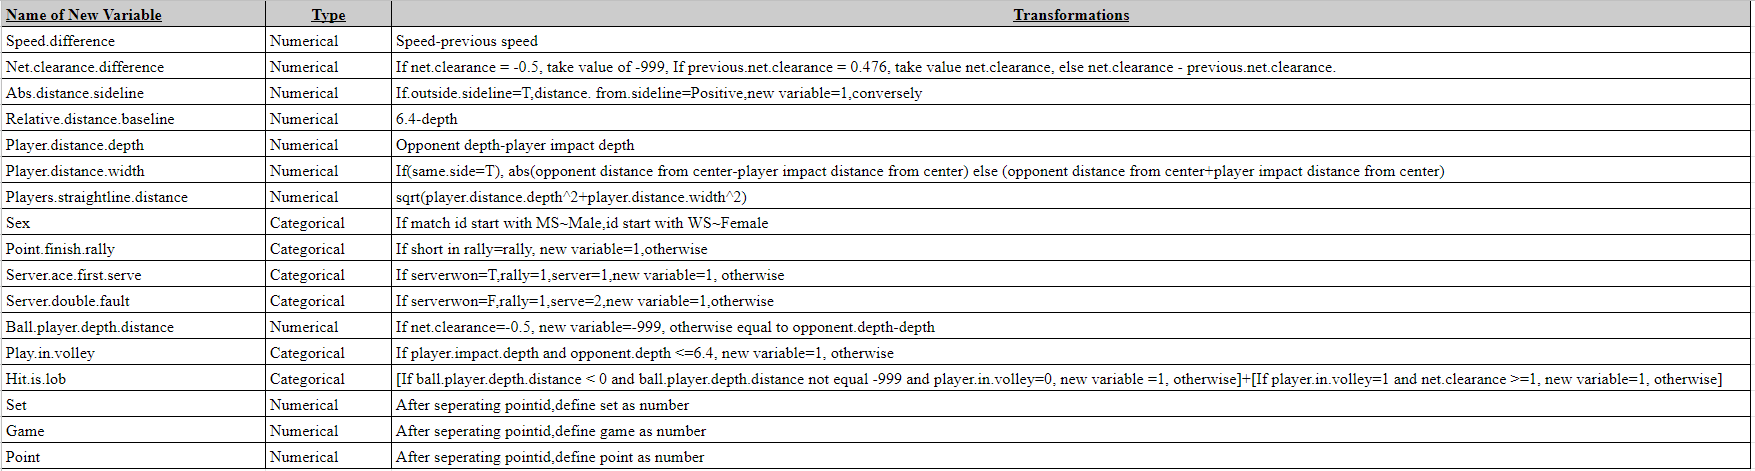 Name of New Variable Type Transformations
Speed.difference Numerical Speed-previous speed
Net.clearance.difference Numerical If net.clearance = -0.5, take value of -999, If previous.net.clearance = 0.476, take value net.clearance, else net.clearance - previous.net.clearance.
Abs.distance.sideline Numerical If.outside.sideline=T,distance. from.sideline=Positive,new variable=1,conversely
Relative.distance.baseline Numerical 6.4-depth
Player.distance.depth Numerical Opponent depth-player impact depth
Player.distance.width Numerical If(same.side=T), abs(opponent distance from center-player impact distance from center) else (opponent distance from center+player impact distance from center)
Players.straightline.distance Numerical sqrt(player.distance.depth^2+player.distance.width^2)
Sex Categorical If match id start with MS~Male,id start with WS~Female
Point.finish.rally Categorical If short in rally=rally, new variable=1,otherwise
Server.ace.first.serve Categorical If serverwon=T,rally=1,server=1,new variable=1, otherwise
Server.double.fault Categorical If serverwon=F,rally=1,serve=2,new variable=1,otherwise
Ball.player.depth.distance Numerical If net.clearance=-0.5, new variable=-999, otherwise equal to opponent.depth-depth
Play.in.volley Categorical If player.impact.depth and opponent.depth <=6.4, new variable=1, otherwise
Hit.is.lob Categorical [If ball.player.depth.distance < 0 and ball.player.depth.distance not equal -999 and player.in.volley=0, new variable =1, otherwise]+[If player.in.volley=1 and net.clearance >=1, new variable=1, otherwise]
Set Numerical After seperating pointid,define set as number
Game Numerical After seperating pointid,define game as number
Point Numerical After seperating pointid,define point as number